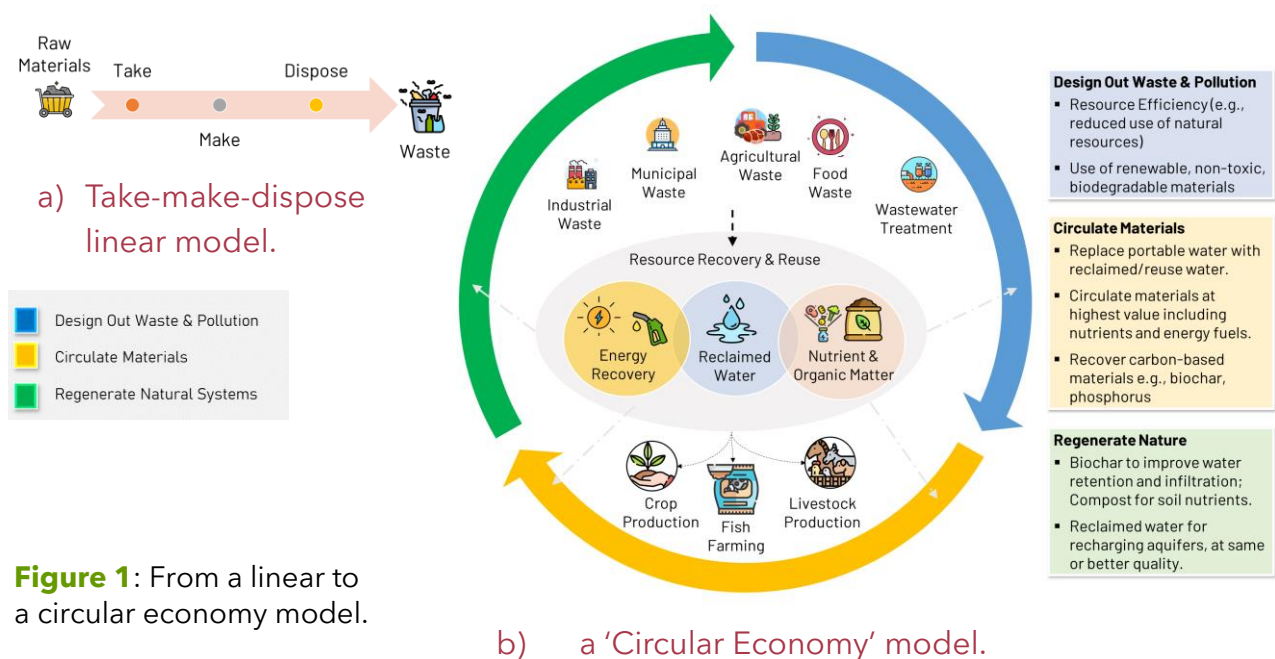 Raw
Materials
Take
Make
Dispose
Waste
a) Take-make-dispose
linear model.
Design Out Waste & Pollution
Circulate Materials
Regenerate Natural Systems
Figure 1: From a linear to
a circular economy model.
Industrial
Waste
Municipal
Waste
Agricultural
Waste
Food
Waste
Wastewater
Treatment
Resource Recovery & Reuse
Energy
Recovery
Reclaimed
Water
Nutrient &
Organic Matter
Crop
Production
Fish
Farming
Livestock
Production
b) a ‘Circular Economy’ model.
Design Out Waste & Pollution
▪ Resource Efficiency (e.g.,
reduced use of natural
resources)
▪ Use of renewable, non-toxic,
biodegradable materials
Circulate Materials
▪ Replace portable water with
reclaimed/reuse water.
▪ Circulate materials at
highest value including
nutrients and energy fuels.
▪ Recover carbon-based
materials e.g., biochar,
phosphorus
Regenerate Nature
▪ Biochar to improve water
retention and infiltration;
Compost for soil nutrients.
▪ Reclaimed water for
recharging aquifers, at same
or better quality.